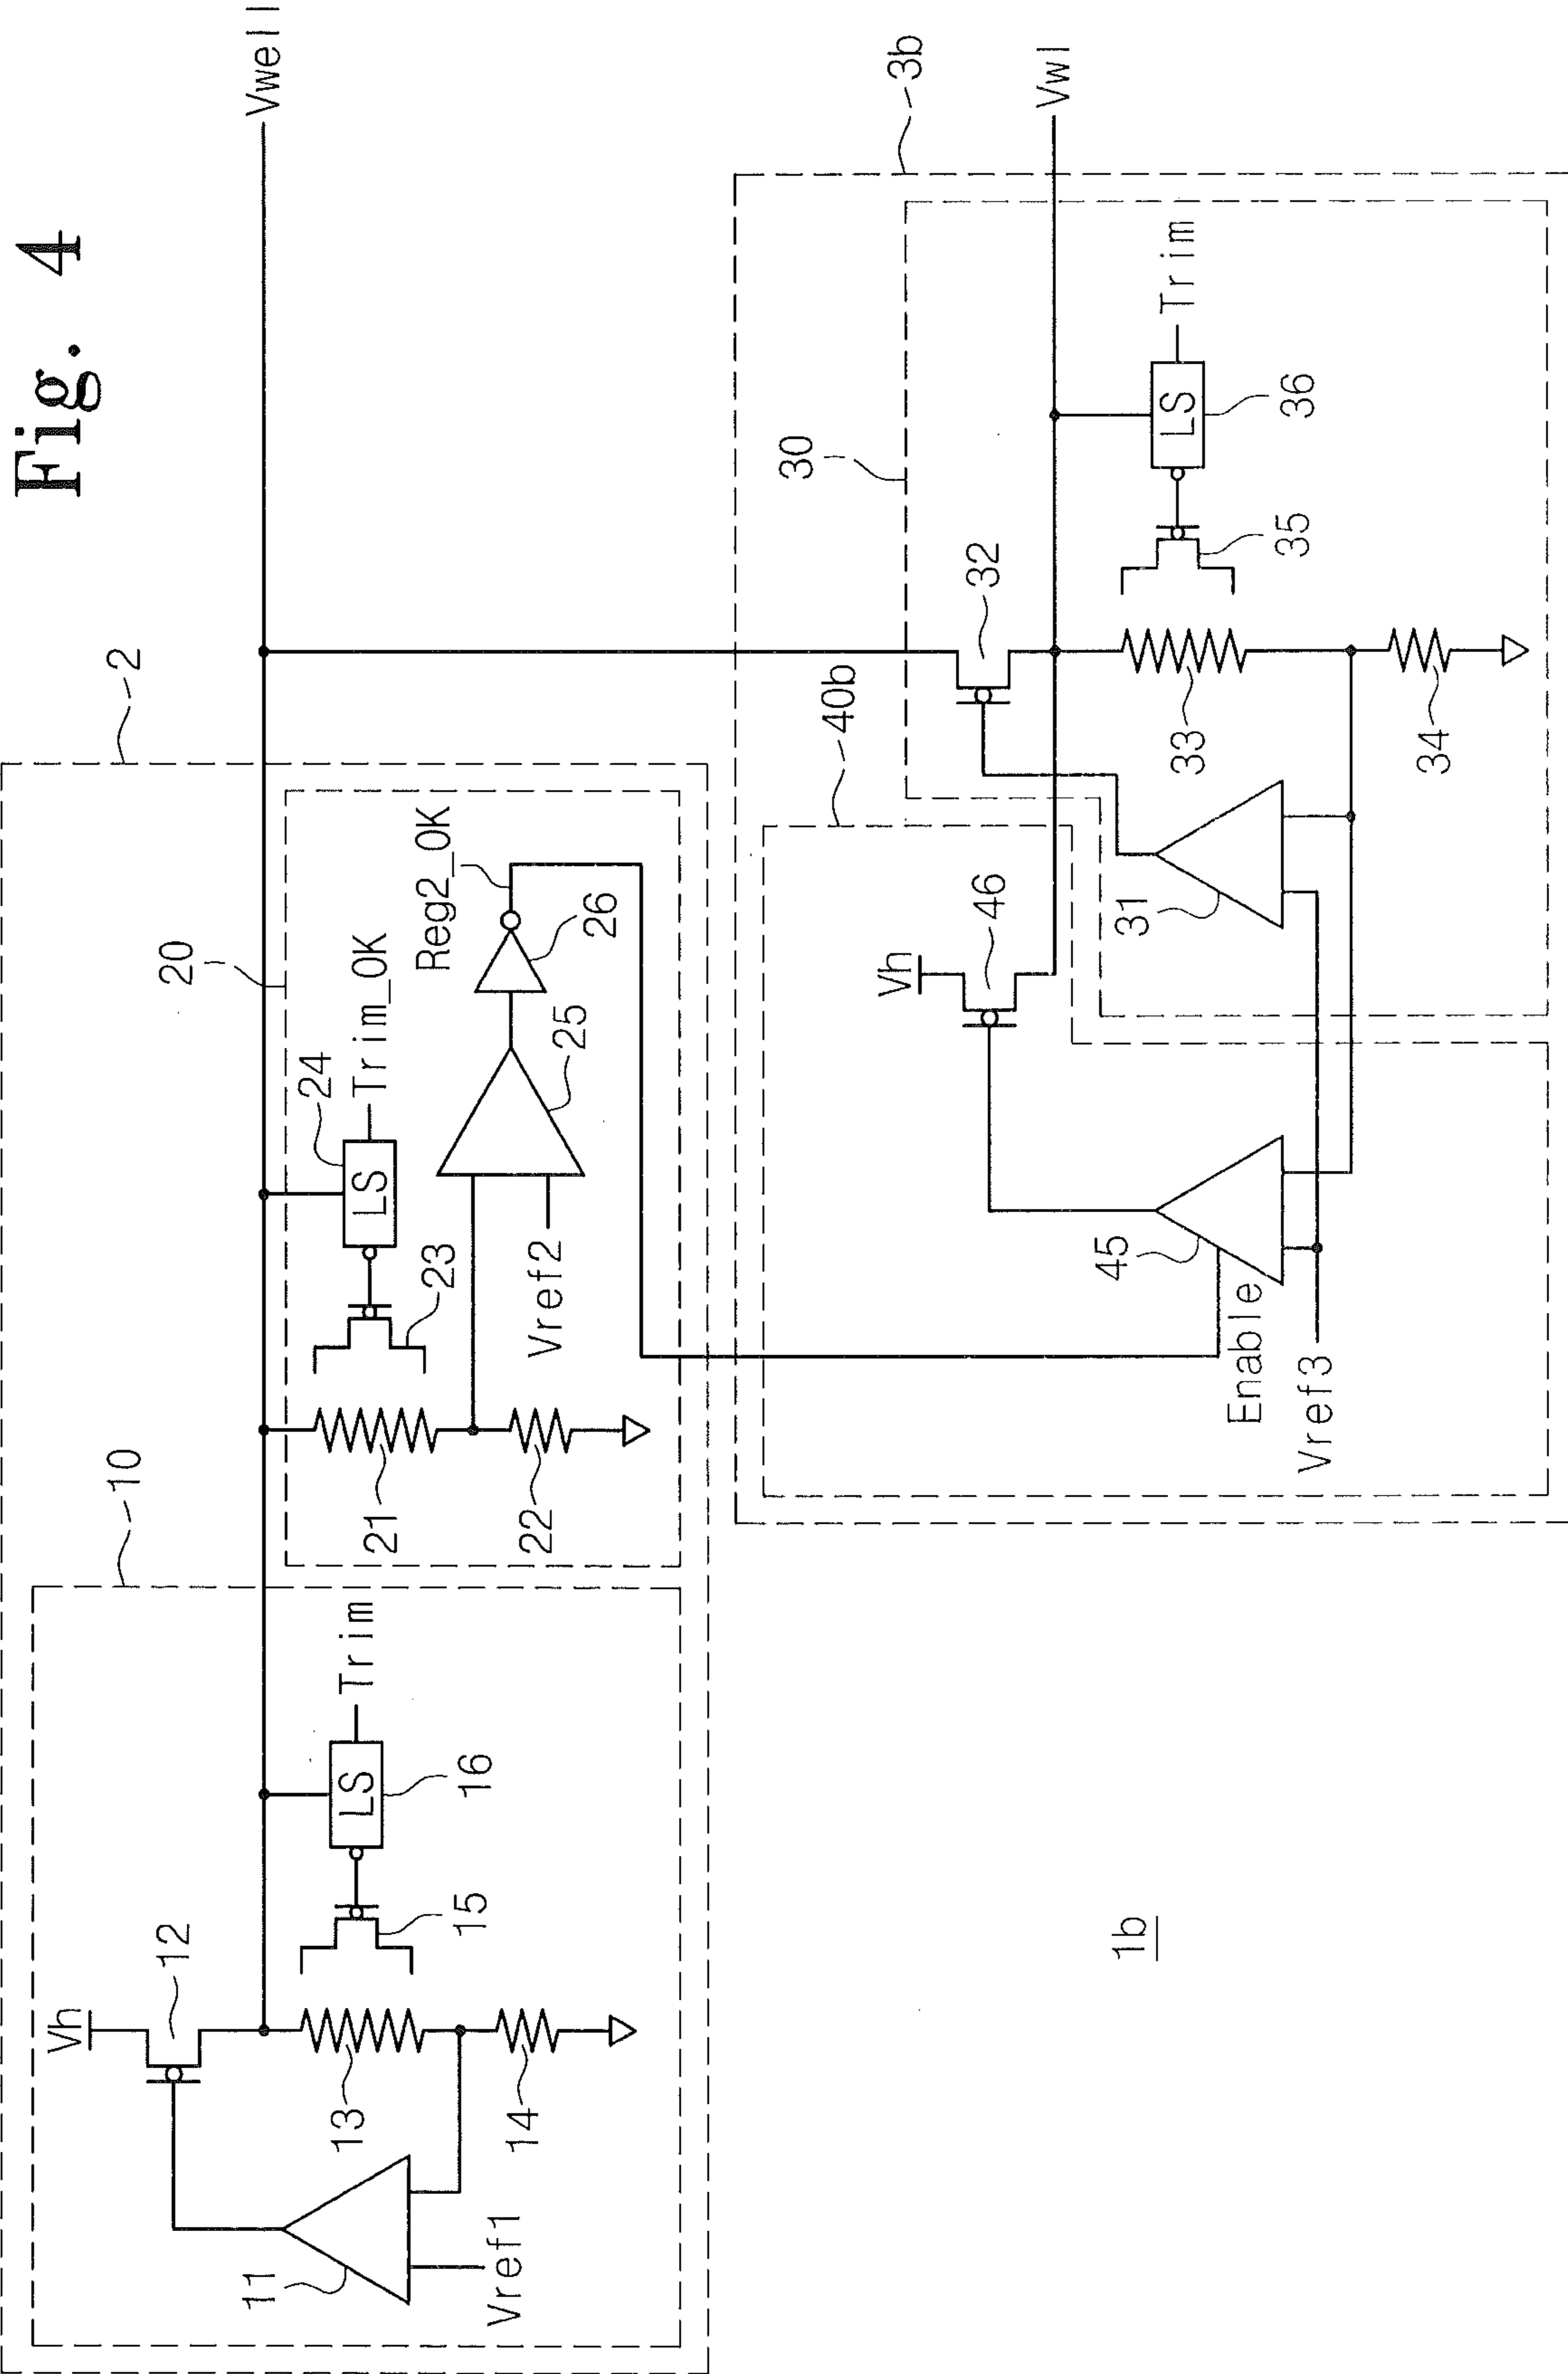 Fig. 4
2
10
Vh
12
11
13
14
15
16
LS
Trim
Vref1
20
21
22
23
24
LS
Trim_OK
Vref2
25
26
Reg2_OK
Vwell
3b
30
40b
Vh
46
45
Enable
Vref3
31
32
33
34
35
36
LS
Trim
Vwl
1b